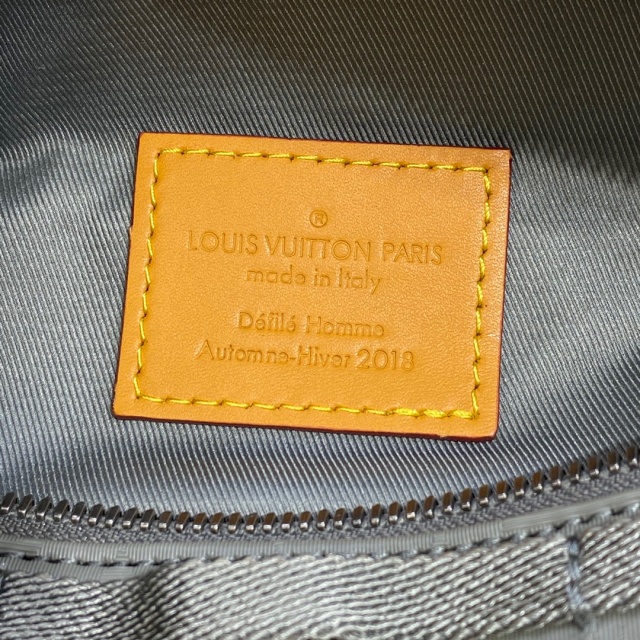 ®
LOUIS VUITTON PARIS
made in Italy
Défilé Homme
Automne-Hiver 2018